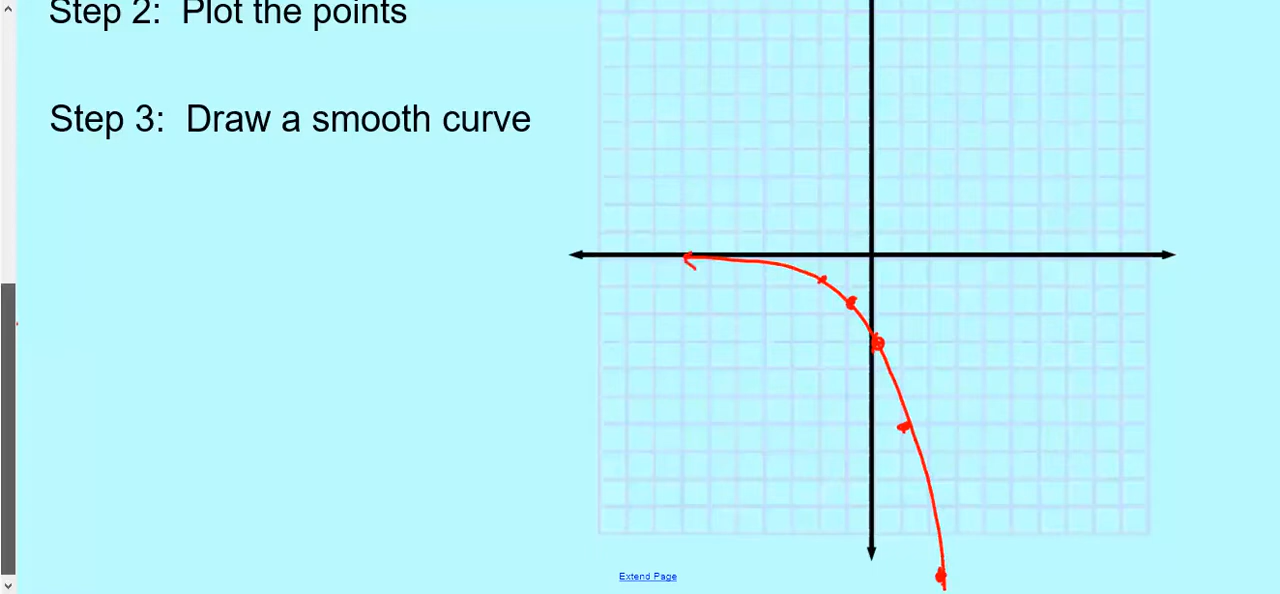 Step 2:  Plot the points
Step 3:  Draw a smooth curve
Extend Page